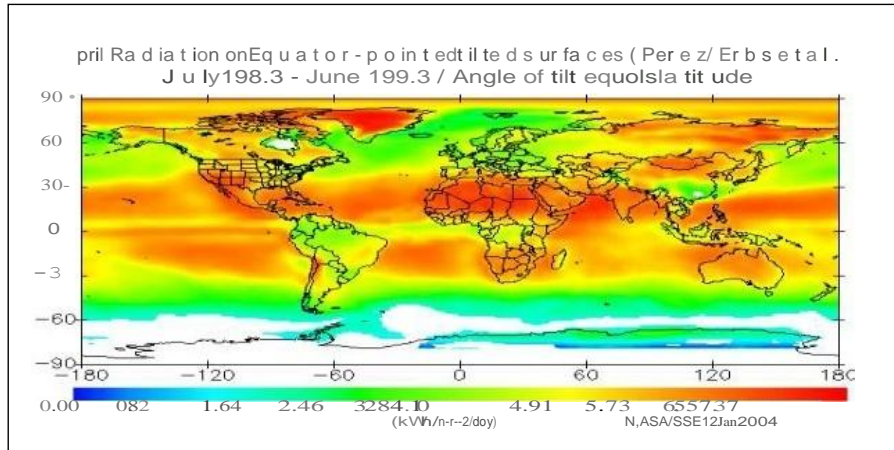 pril Ra d ia t ion onEq u a to r - p o in t edt il te d s ur fa c es ( Per e z/ E r b s e t a l .
J u ly198.3 - June 199.3 / Angle of tilt equolsla tit ude
90
60
30-
0
−3
−60
−90
−180 −120 −60 0 60 120 180
0.00 082 1.64 2.46 3284.10 4.91 5.73 655737
(kWh/n-r--2/doy) N,ASA/SSE12Jan2004